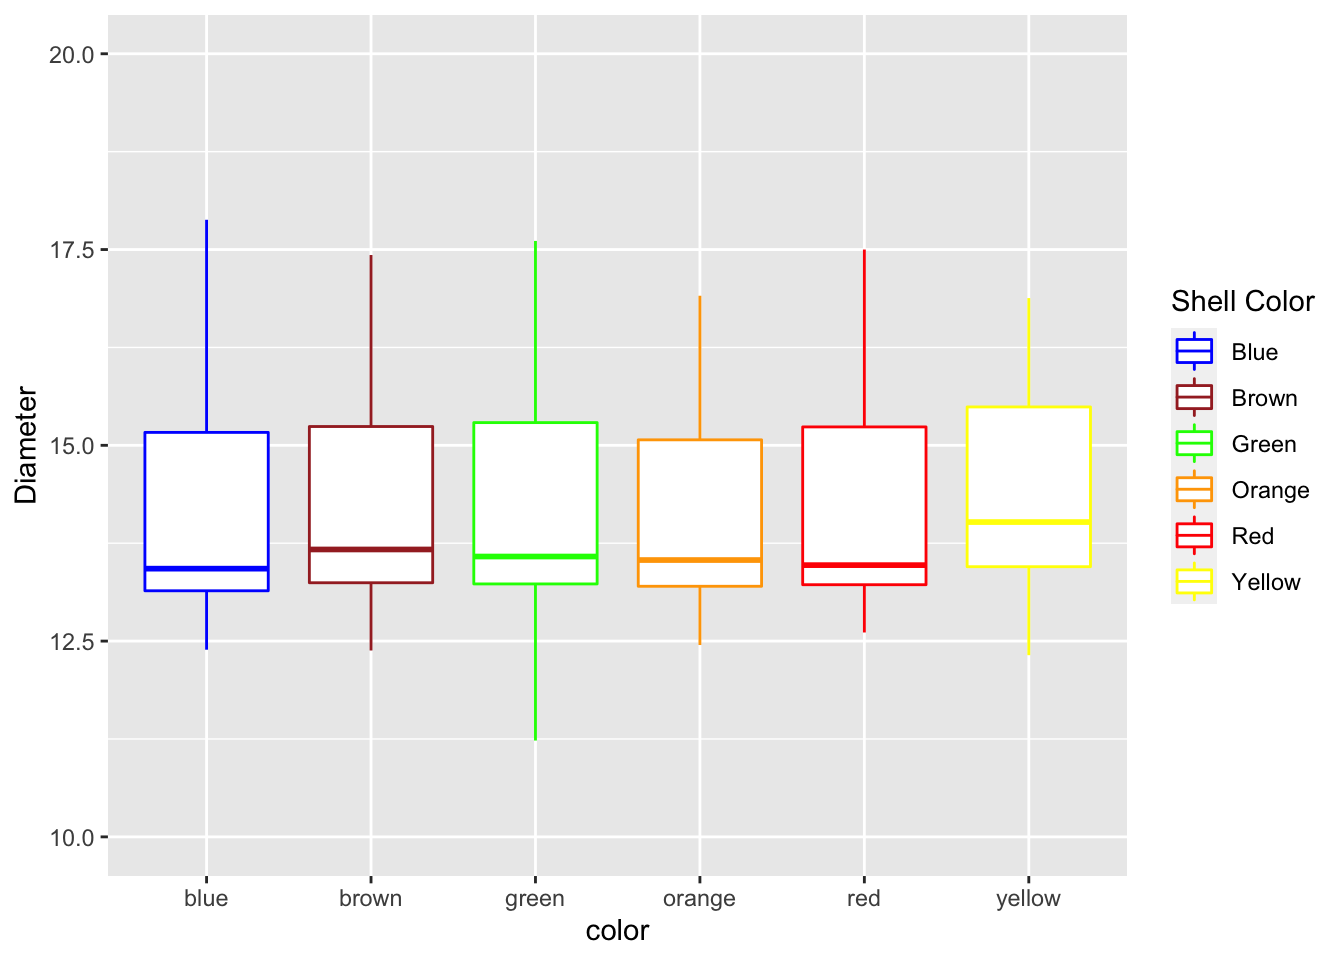 20.0
17.5
15.0
12.5
10.0
Diameter
blue brown green orange red yellow
color
Shell Color
Blue
Brown
Green
Orange
Red
Yellow